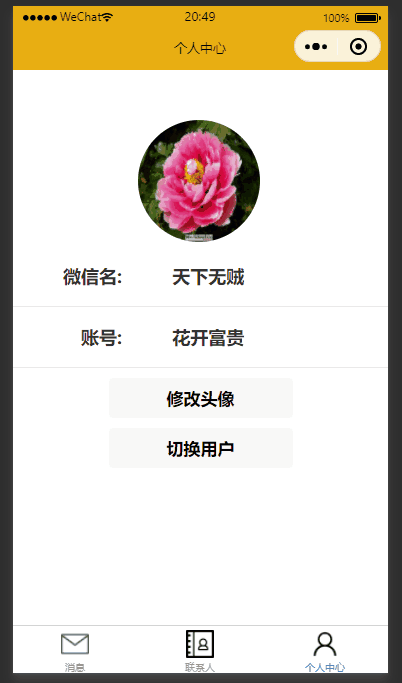 WeChat 20:49 100%
个人中心
微信名: 天下无贼
账号: 花开富贵
修改头像
切换用户
消息 联系人 个人中心